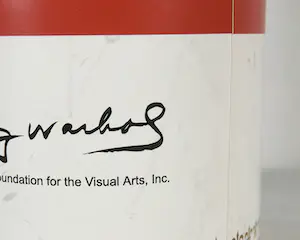 y Warhol
oundation for the Visual Arts, Inc.